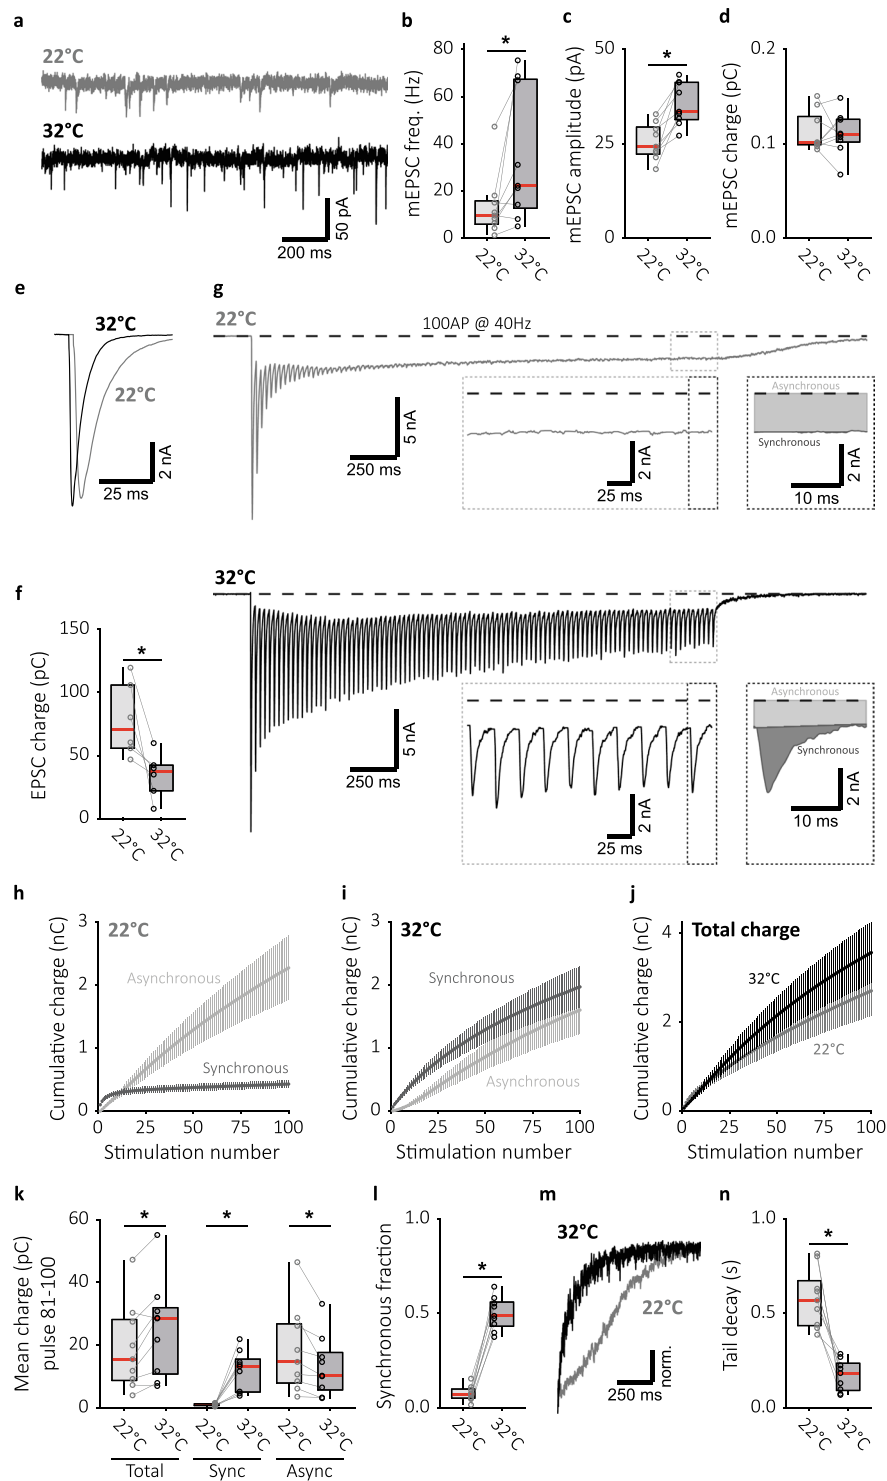 a
22°C
32°C
50 pA
200 ms
b
mEPSC freq. (Hz)
80
60
40
20
0
*
22°C
32°C
c
mEPSC amplitude (pA)
50
25
0
*
22°C
32°C
d
mEPSC charge (pC)
0.2
0.1
0.0
22°C
32°C
e
32°C
22°C
2 nA
25 ms
g
22°C
100AP @ 40Hz
5 nA
250 ms
2 nA
25 ms
Asynchronous
Synchronous
2 nA
10 ms
32°C
5 nA
250 ms
2 nA
25 ms
Asynchronous
Synchronous
2 nA
10 ms
f
EPSC charge (pC)
150
100
50
0
*
22°C
32°C
h
22°C
Cumulative charge (nC)
3
2
1
0
Asynchronous
Synchronous
0
25
50
75
100
Stimulation number
i
32°C
Cumulative charge (nC)
3
2
1
0
Synchronous
Asynchronous
0
25
50
75
100
Stimulation number
j
Total charge
Cumulative charge (nC)
4
2
0
32°C
22°C
0
25
50
75
100
Stimulation number
k
Mean charge (pC)
pulse 81-100
60
40
20
0
*
*
*
22°C
32°C
22°C
32°C
22°C
32°C
Total
Sync
Async
l
Synchronous fraction
1.0
0.5
0.0
*
22°C
32°C
m
32°C
22°C
norm.
250 ms
n
Tail decay (s)
1.0
0.5
0.0
*
22°C
32°C